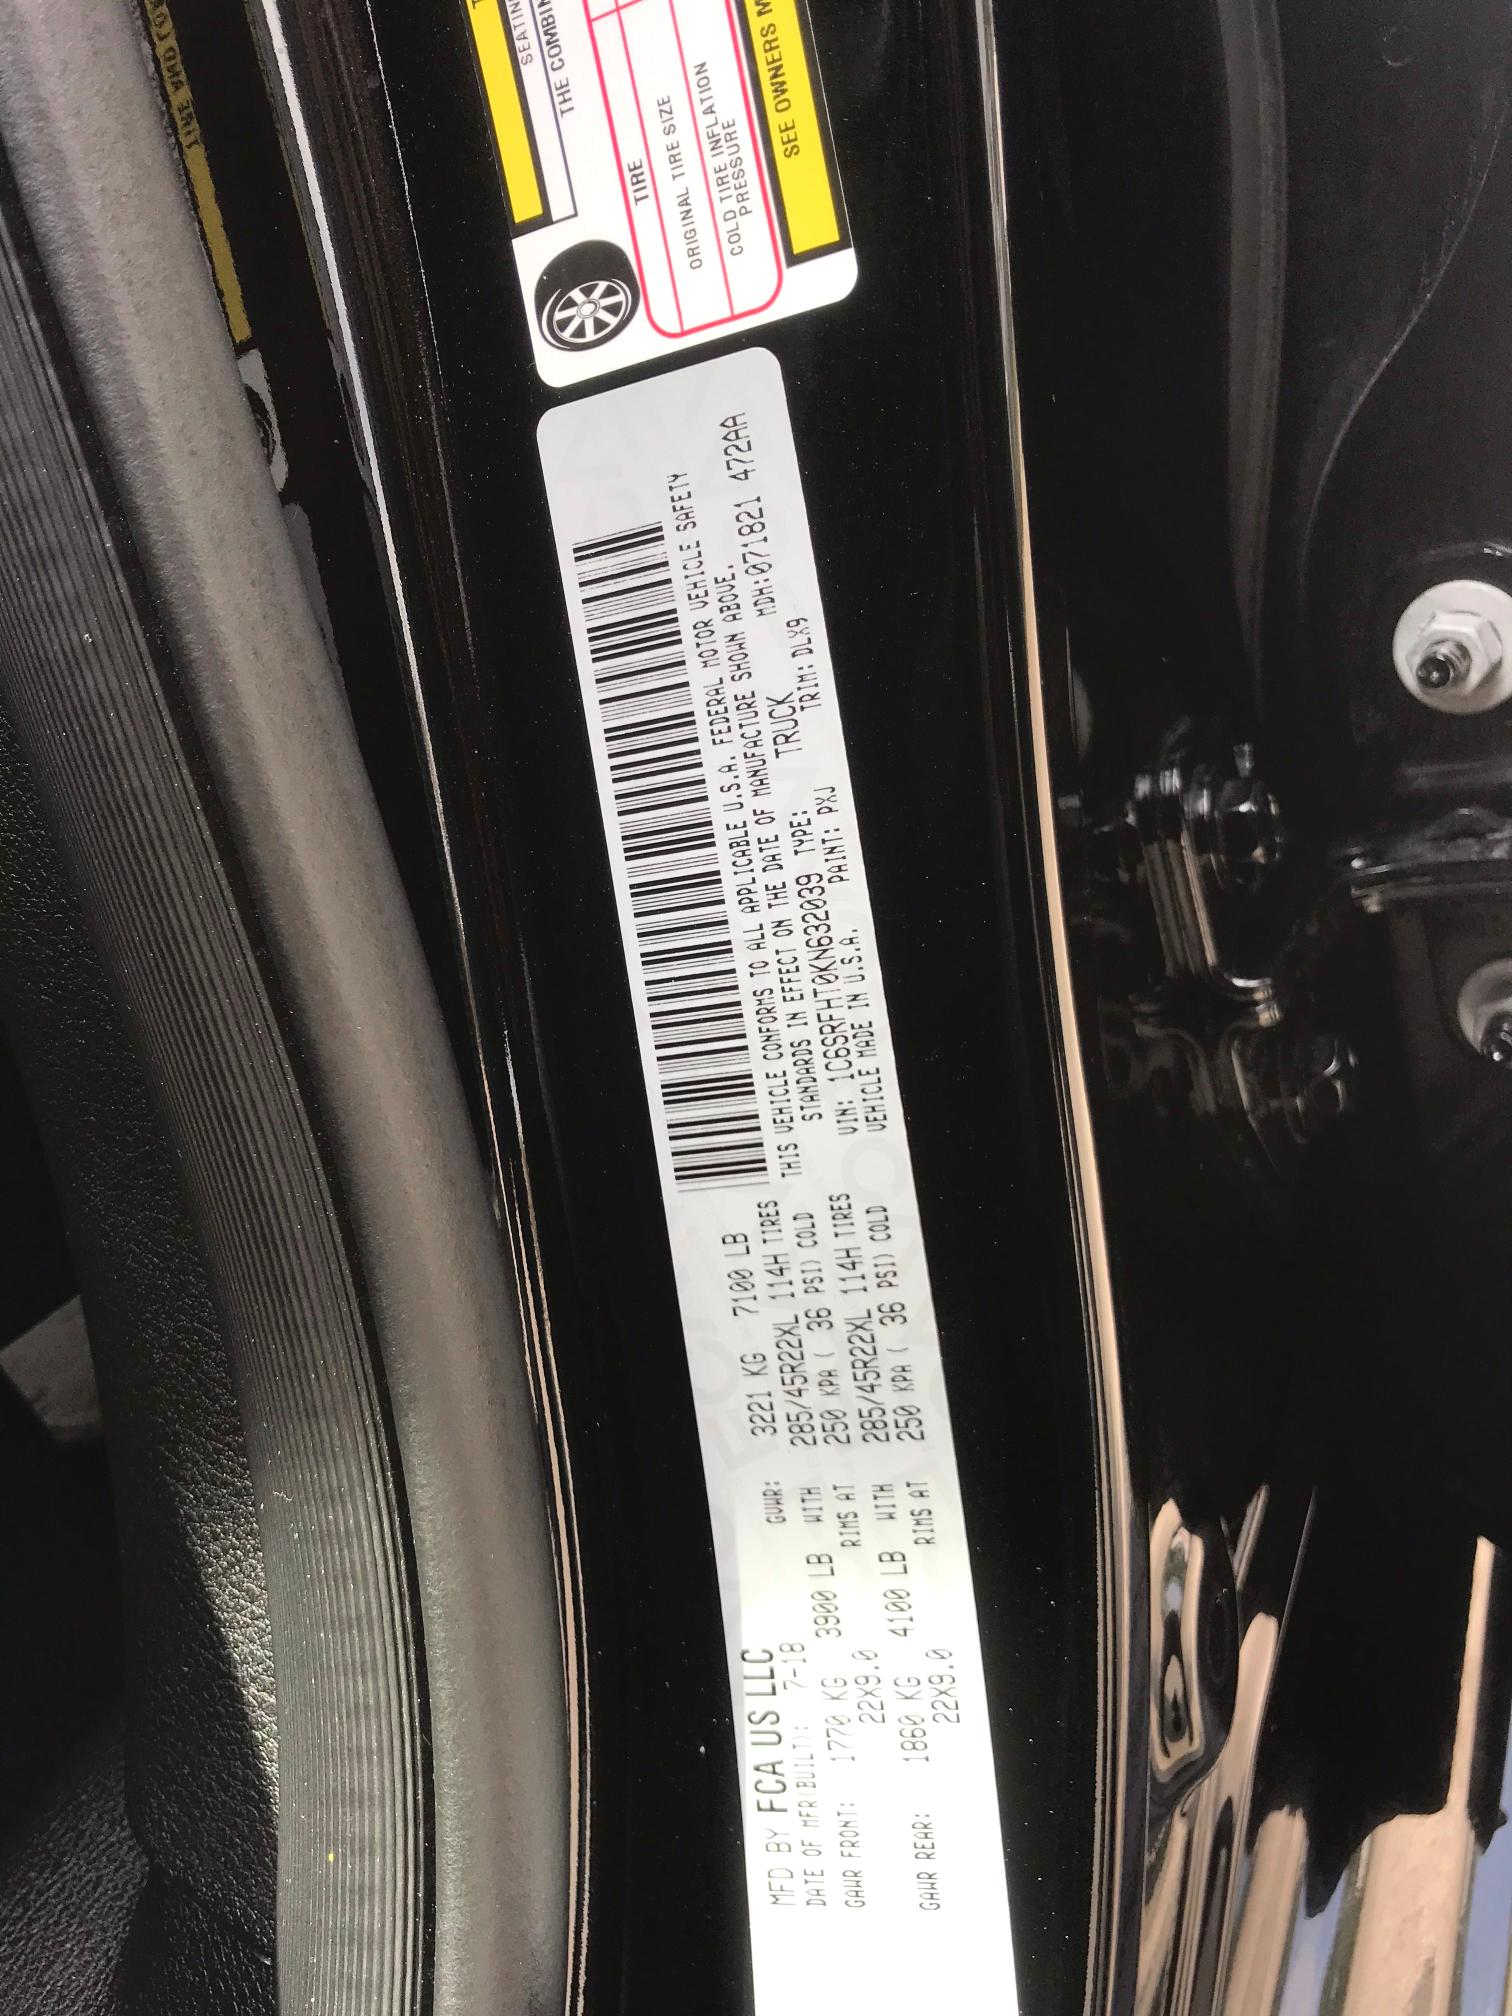 SEATIN
THE COMBIN
TIRE
ORIGINAL TIRE SIZE
COLD TIRE INFLATION
PRESSURE
SEE OWNERS M
TIRE AND
MFD BY FCA US LLC
DATE OF MFR(BUILT): 7-18 GVWR: 3221 KG 7100 LB
GAWR FRONT: 1770 KG 3900 LB WITH 285/45R22XL 114H TIRES
22X9.0 RIMS AT 250 KPA ( 36 PSI) COLD
GAWR REAR: 1860 KG 4100 LB WITH 285/45R22XL 114H TIRES
22X9.0 RIMS AT 250 KPA ( 36 PSI) COLD
THIS VEHICLE CONFORMS TO ALL APPLICABLE U.S.A. FEDERAL MOTOR VEHICLE SAFETY
STANDARDS IN EFFECT ON THE DATE OF MANUFACTURE SHOWN ABOVE.
VIN: 1C6SRFHT0KN632039 TYPE: TRUCK MDH:071821 472AA
VEHICLE MADE IN U.S.A. PAINT: PXJ TRIM: DLX9